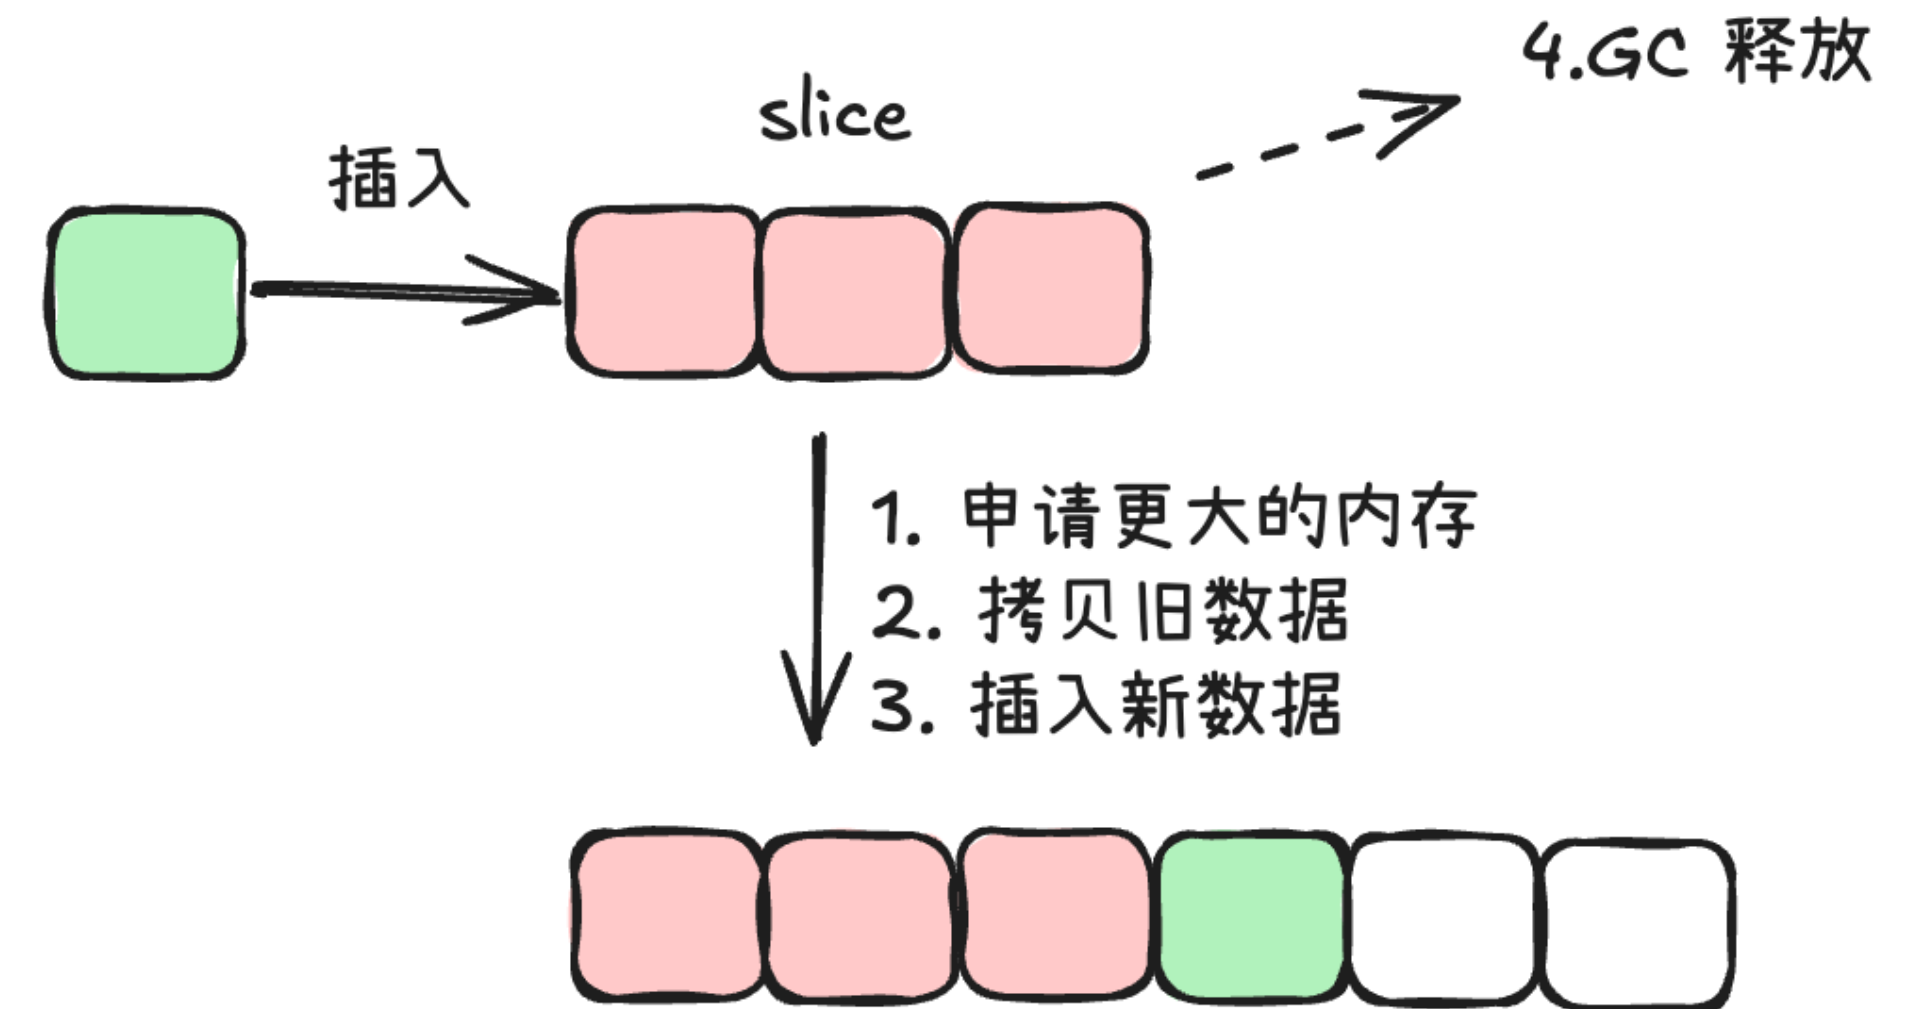 4.GC 释放
slice
插入
1. 申请更大的内存
2. 拷贝旧数据
3. 插入新数据